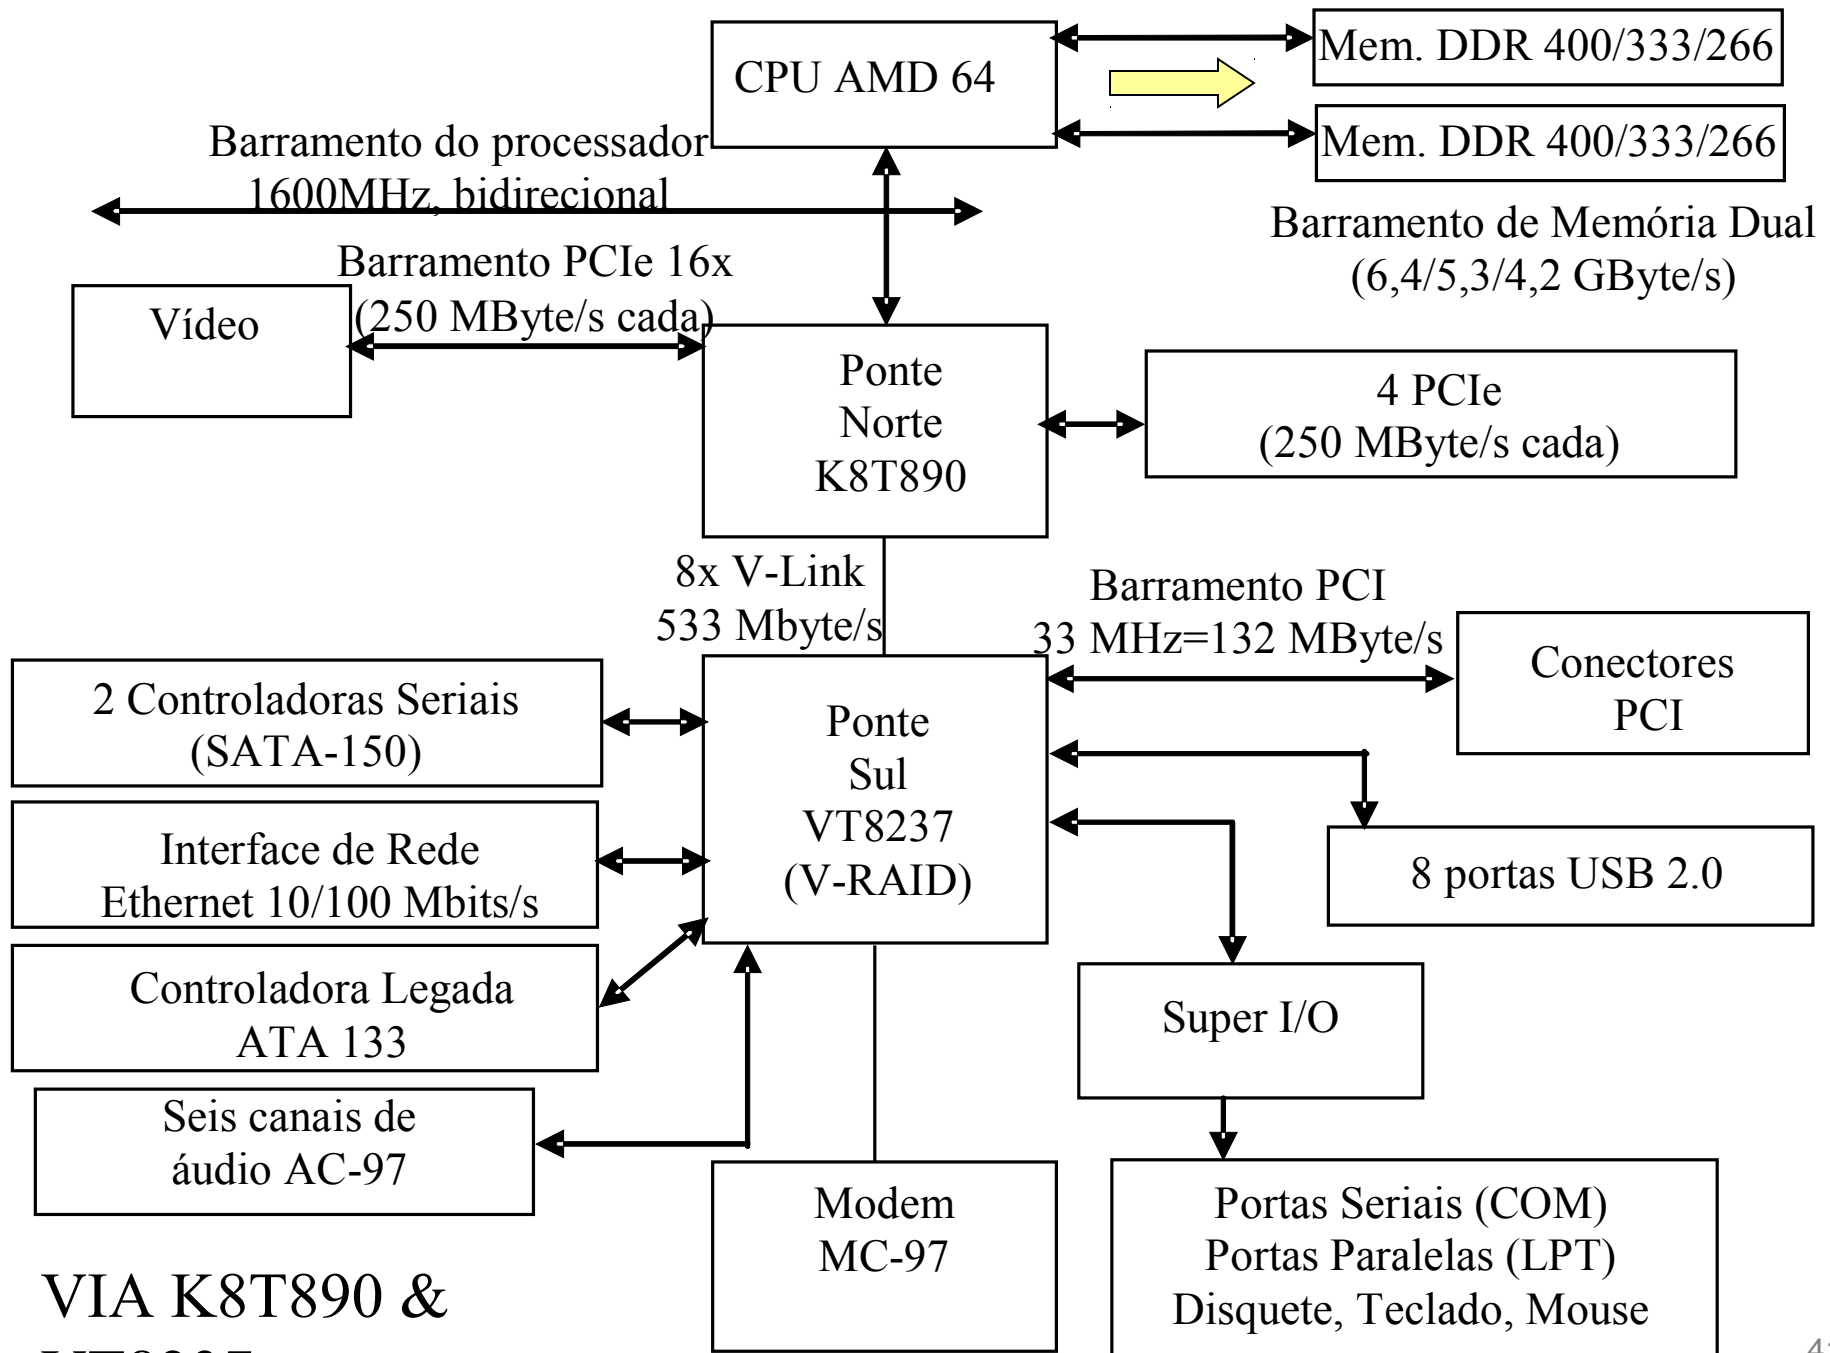 CPU AMD 64
Mem. DDR 400/333/266
Mem. DDR 400/333/266
Barramento do processador
1600MHz, bidirecional
Barramento de Memória Dual
(6,4/5,3/4,2 GByte/s)
Barramento PCIe 16x
(250 MByte/s cada)
Vídeo
Ponte
Norte
K8T890
4 PCIe
(250 MByte/s cada)
8x V-Link
533 Mbyte/s
Barramento PCI
33 MHz=132 MByte/s
Conectores
PCI
2 Controladoras Seriais
(SATA-150)
Ponte
Sul
VT8237
(V-RAID)
Interface de Rede
Ethernet 10/100 Mbits/s
8 portas USB 2.0
Controladora Legada
ATA 133
Super I/O
Seis canais de
áudio AC-97
Modem
MC-97
Portas Seriais (COM)
Portas Paralelas (LPT)
Disquete, Teclado, Mouse
VIA K8T890 &